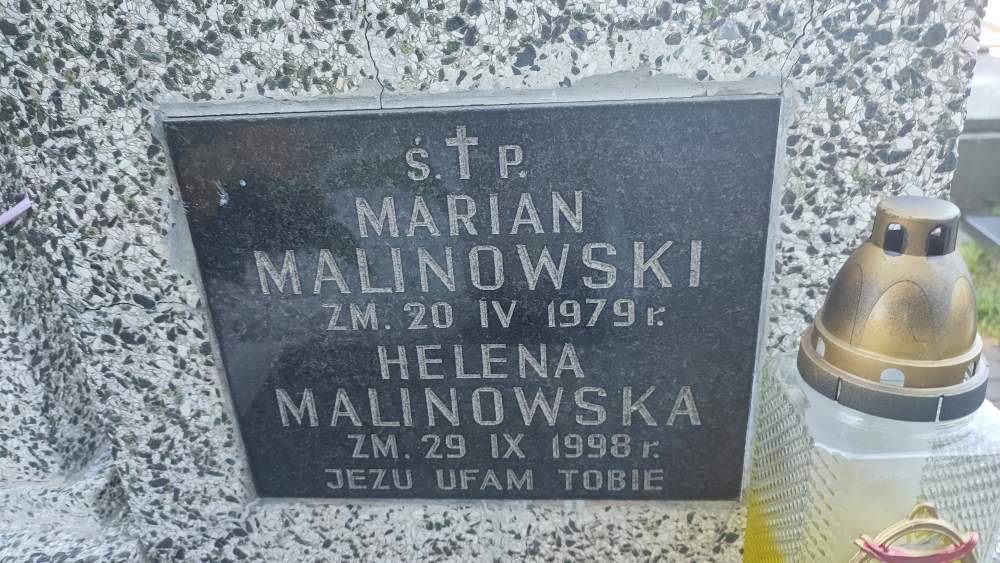 Ś. † P.
MARIAN
MALINOWSKI
ZM. 20 IV 1979 r.
HELENA
MALINOWSKA
ZM. 29 IX 1998 r.
JEZU UFAM TOBIE